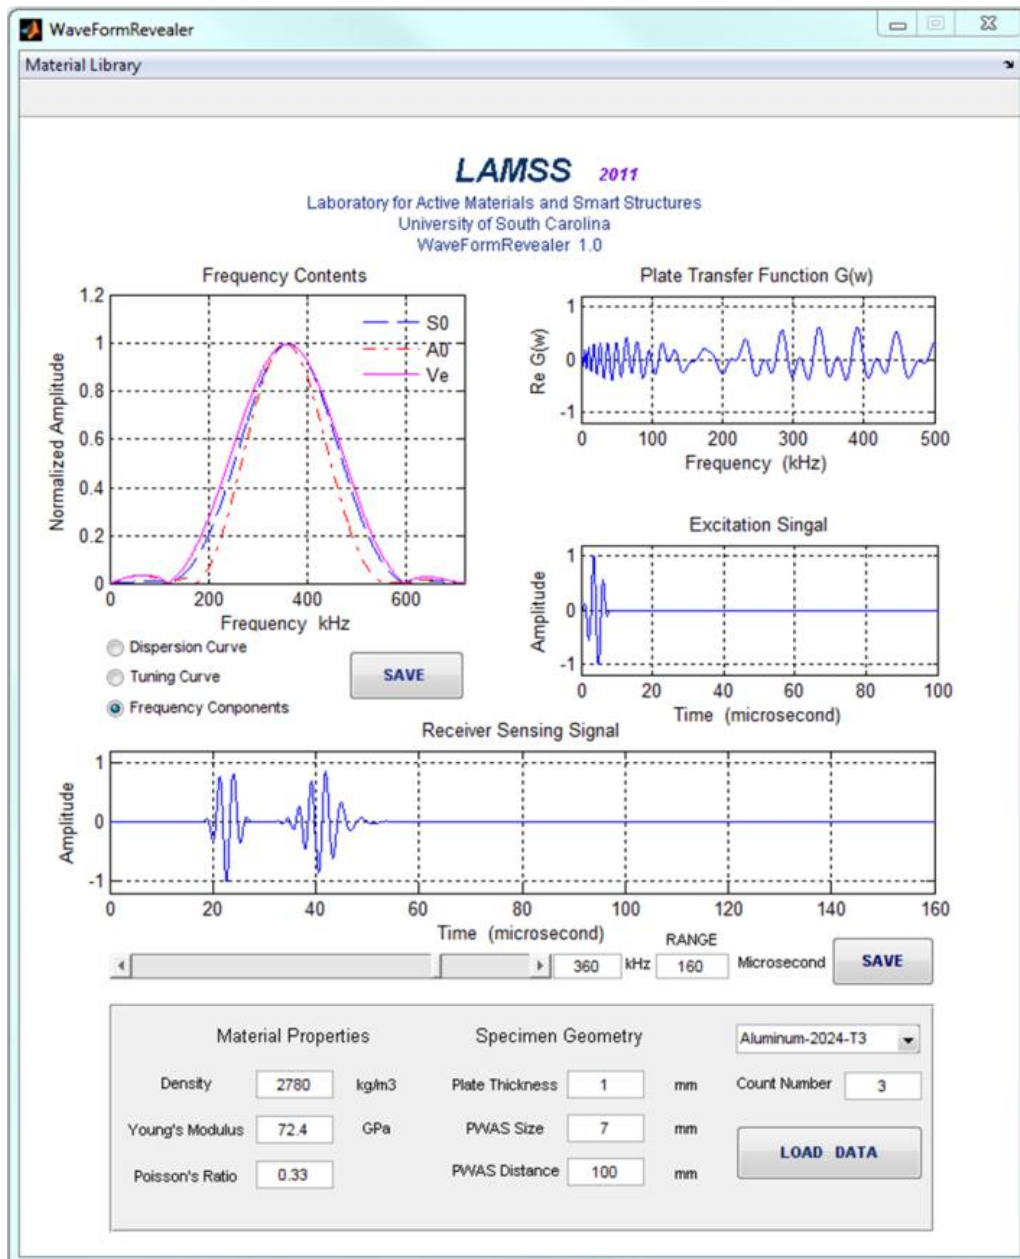 WaveFormRevealer
Material Library
LAMSS 2011
Laboratory for Active Materials and Smart Structures
University of South Carolina
WaveFormRevealer 1.0
Frequency Contents
1.2
1
0.8
0.6
0.4
0.2
0
Normalized Amplitude
S0
A0
Ve
0 200 400 600
Frequency kHz
Plate Transfer Function G(w)
1
0
-1
Re G(w)
0 100 200 300 400 500
Frequency (kHz)
Excitation Singal
1
0
-1
Amplitude
0 20 40 60 80 100
Time (microsecond)
Dispersion Curve
Tuning Curve
Frequency Conponents
SAVE
Receiver Sensing Signal
1
0
-1
Amplitude
0 20 40 60 80 100 120 140 160
Time (microsecond)
RANGE
360 kHz 160 Microsecond SAVE
Material Properties
Density 2780 kg/m3
Young's Modulus 72.4 GPa
Poisson's Ratio 0.33
Specimen Geometry
Plate Thickness 1 mm
PWAS Size 7 mm
PWAS Distance 100 mm
Aluminum-2024-T3
Count Number 3
LOAD DATA